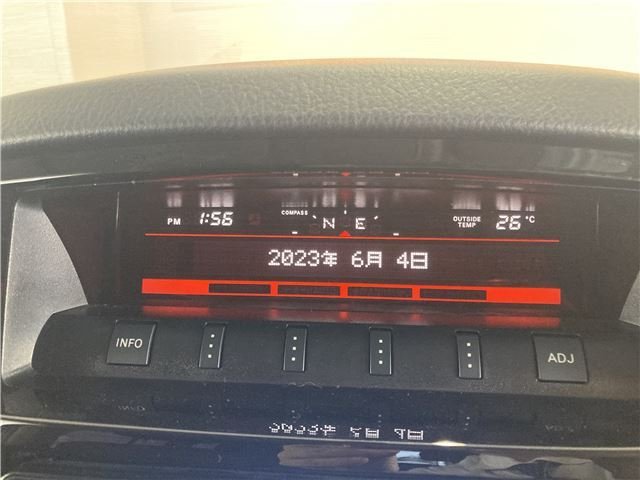 PM 1:56 COMPASS N E OUTSIDE TEMP 26 °C
2023年 6月 4日
INFO ADJ